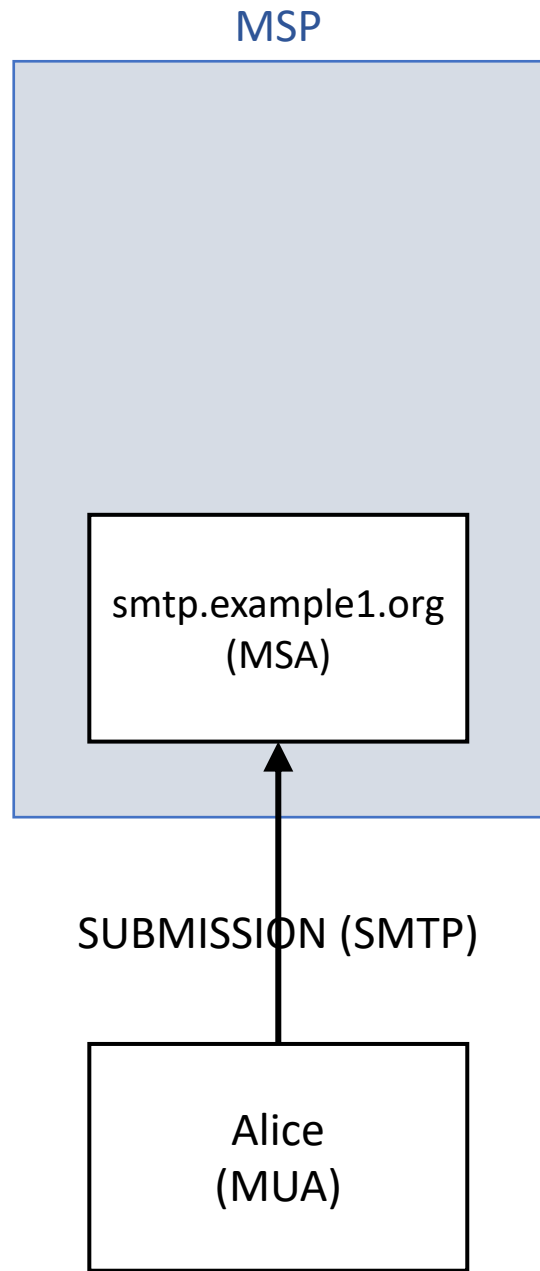 MSP
smtp.example1.org
(MSA)
SUBMISSION (SMTP)
Alice
(MUA)